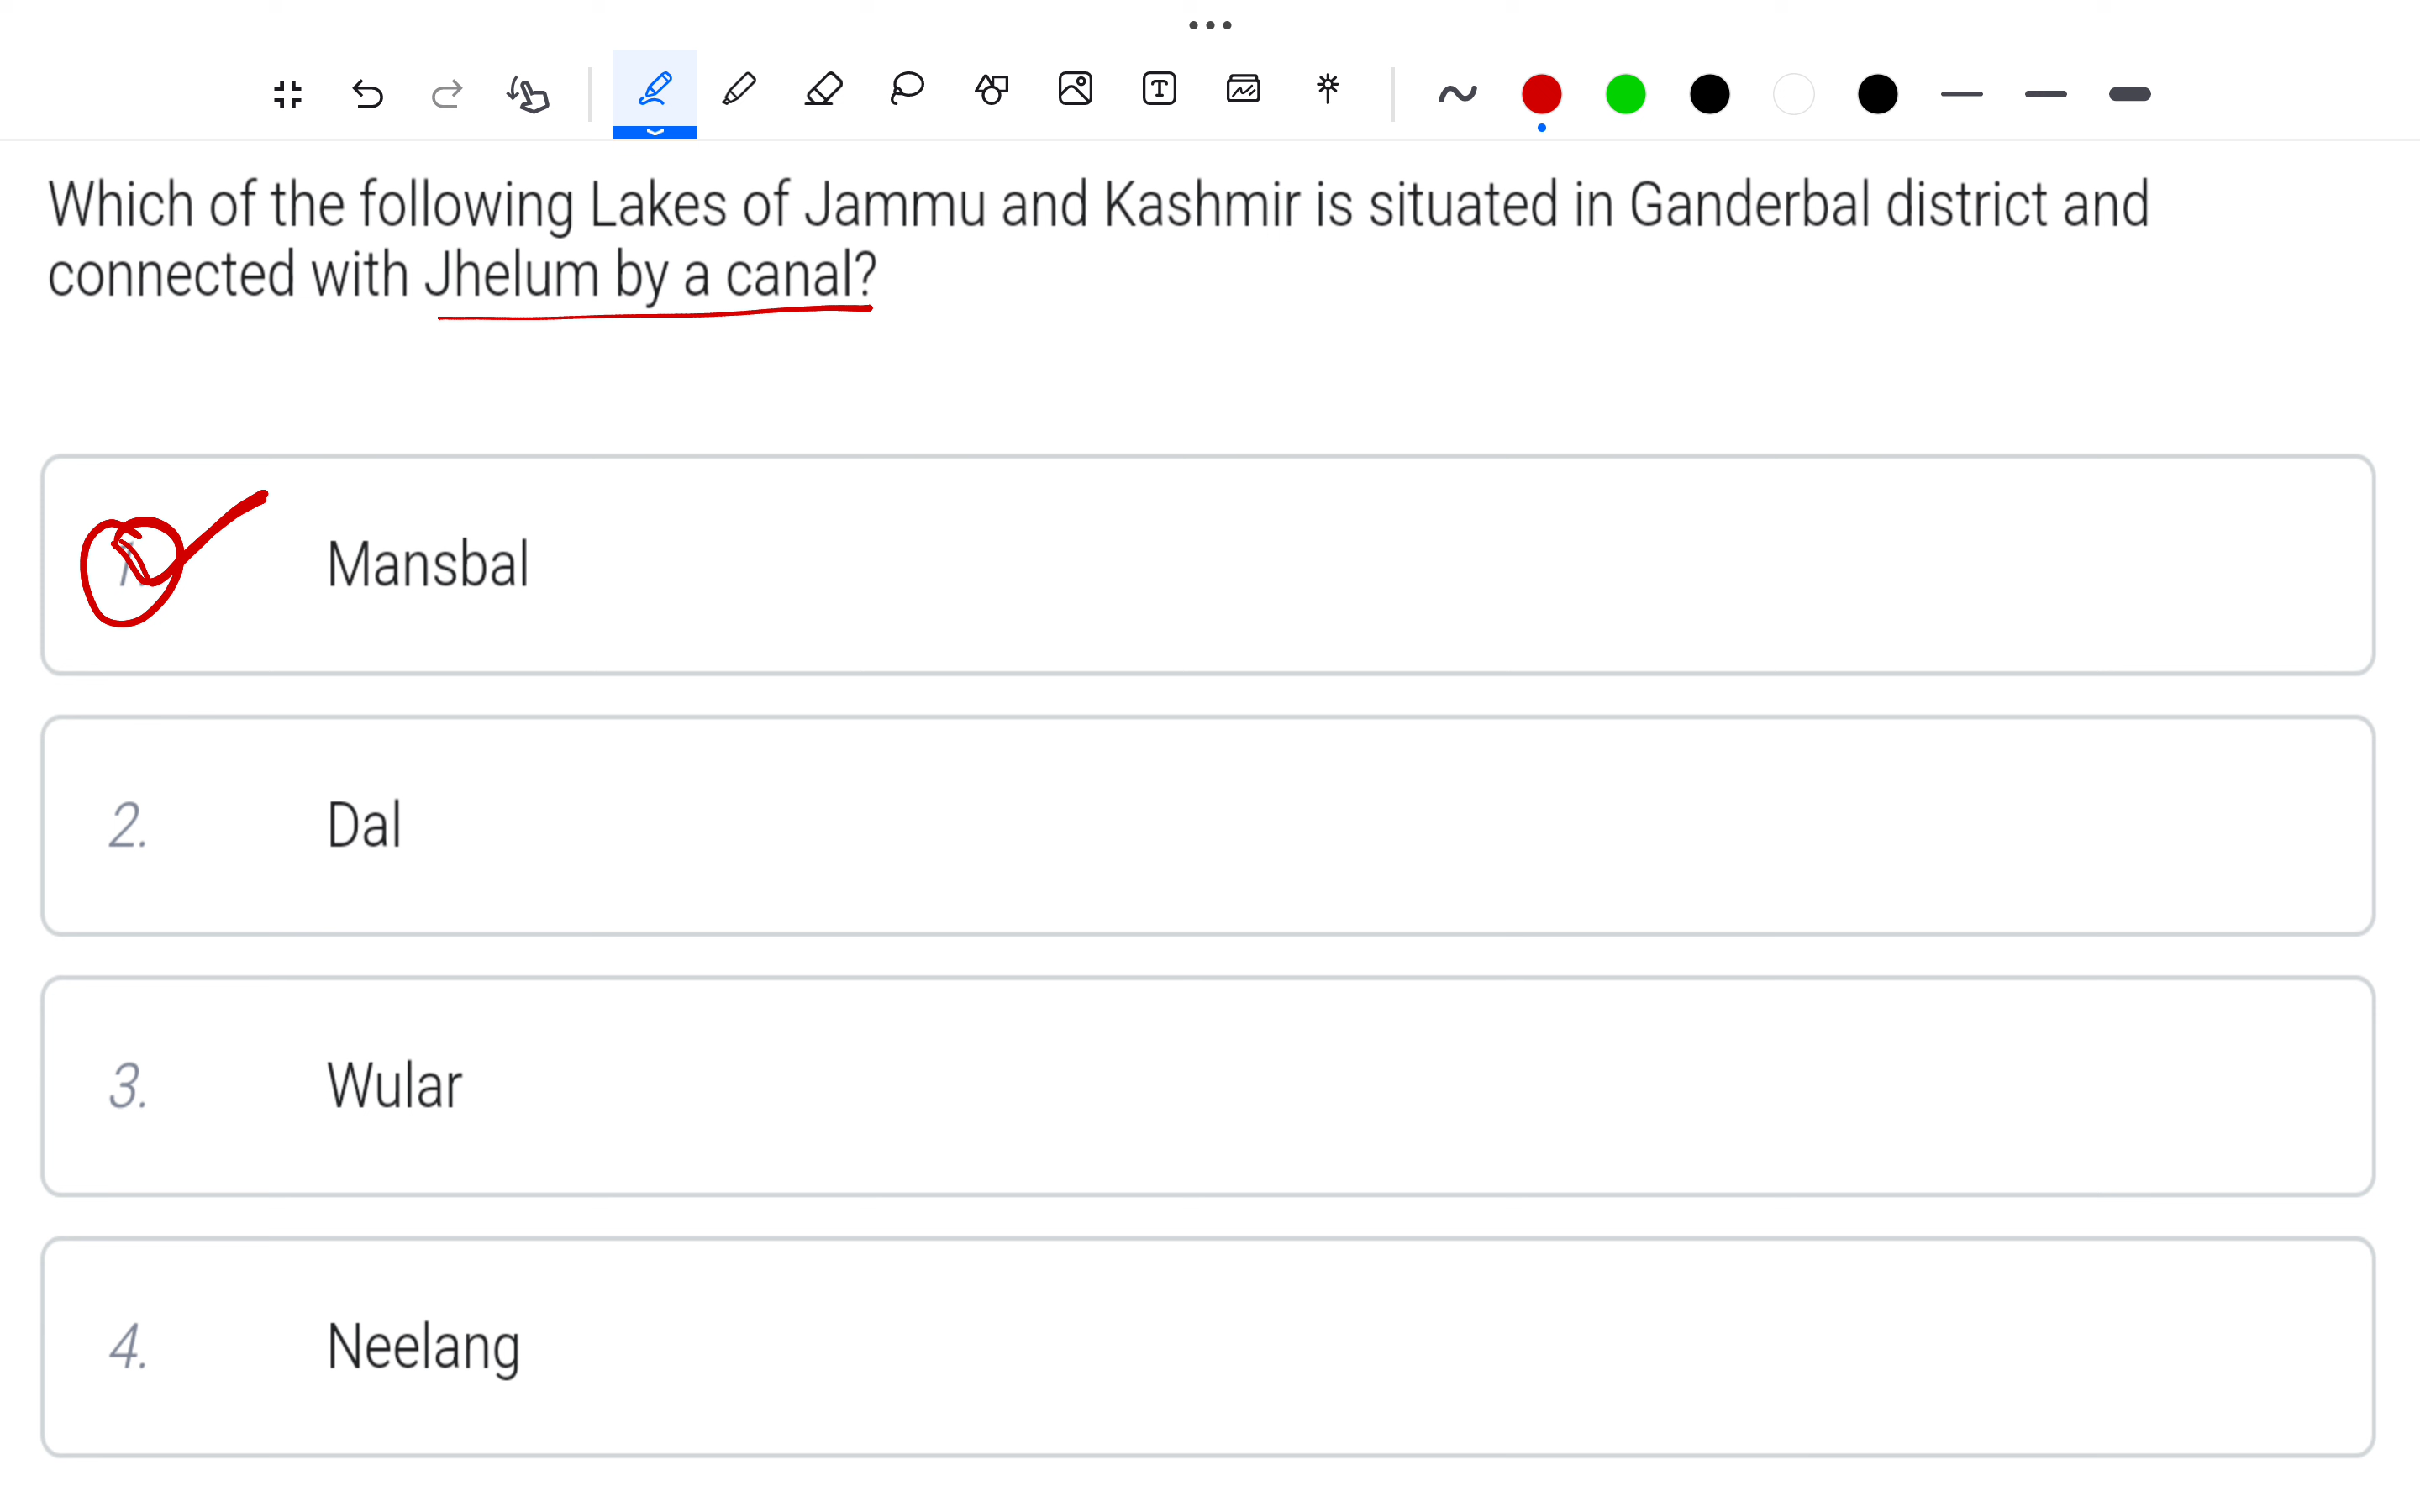 Which of the following Lakes of Jammu and Kashmir is situated in Ganderbal district and
connected with Jhelum by a canal?
Mansbal
2. Dal
3. Wular
4. Neelang